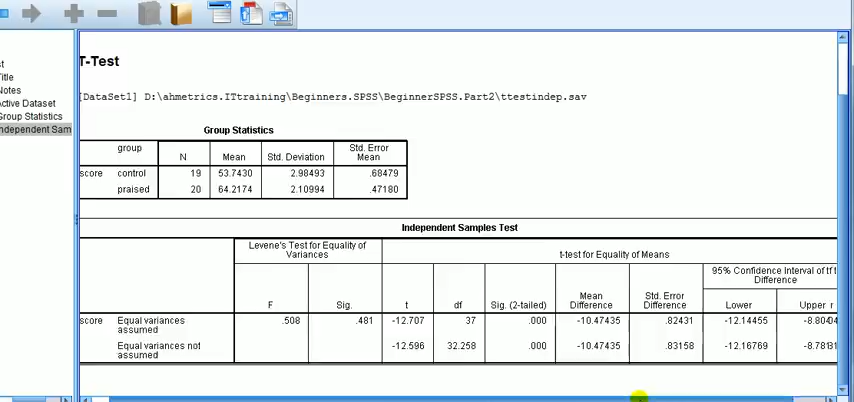 st
Title
Notes
Active Dataset
Group Statistics
Independent Sam
T-Test
[DataSet1] D:\ahmetrics.ITtraining\Beginners.SPSS\BeginnerSPSS.Part2\ttestindep.sav
Group Statistics
group N Mean Std. Deviation Std. Error Mean
score control 19 53.7430 2.98493 .68479
praised 20 64.2174 2.10994 .47180
Independent Samples Test
Levene's Test for Equality of Variances t-test for Equality of Means
95% Confidence Interval of the Difference
F Sig. t df Sig. (2-tailed) Mean Difference Std. Error Difference Lower Upper
score Equal variances assumed .508 .481 -12.707 37 .000 -10.47435 .82431 -12.14455
Equal variances not assumed -12.596 32.258 .000 -10.47435 .83158 -12.16769